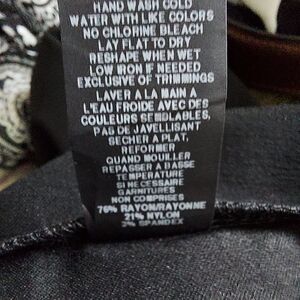 HAND WASH COLD
WATER WITH LIKE COLORS
NO CHLORINE BLEACH
LAY FLAT TO DRY
RESHAPE WHEN WET
LOW IRON IF NEEDED
EXCLUSIVE OF TRIMMINGS
LAVER A LA MAIN A
L'EAU FROIDE AVEC DES
COULEURS SEMBLABLES,
PAS DE JAVELLISANT
SECHER A PLAT,
REFORMER
QUAND MOUILLER
REPASSER A BASSE
TEMPERATURE
SI NECESSAIRE
GARNITURES
NON COMPRISES
76% RAYON/RAYONNE
21% NYLON
3% SPANDEX